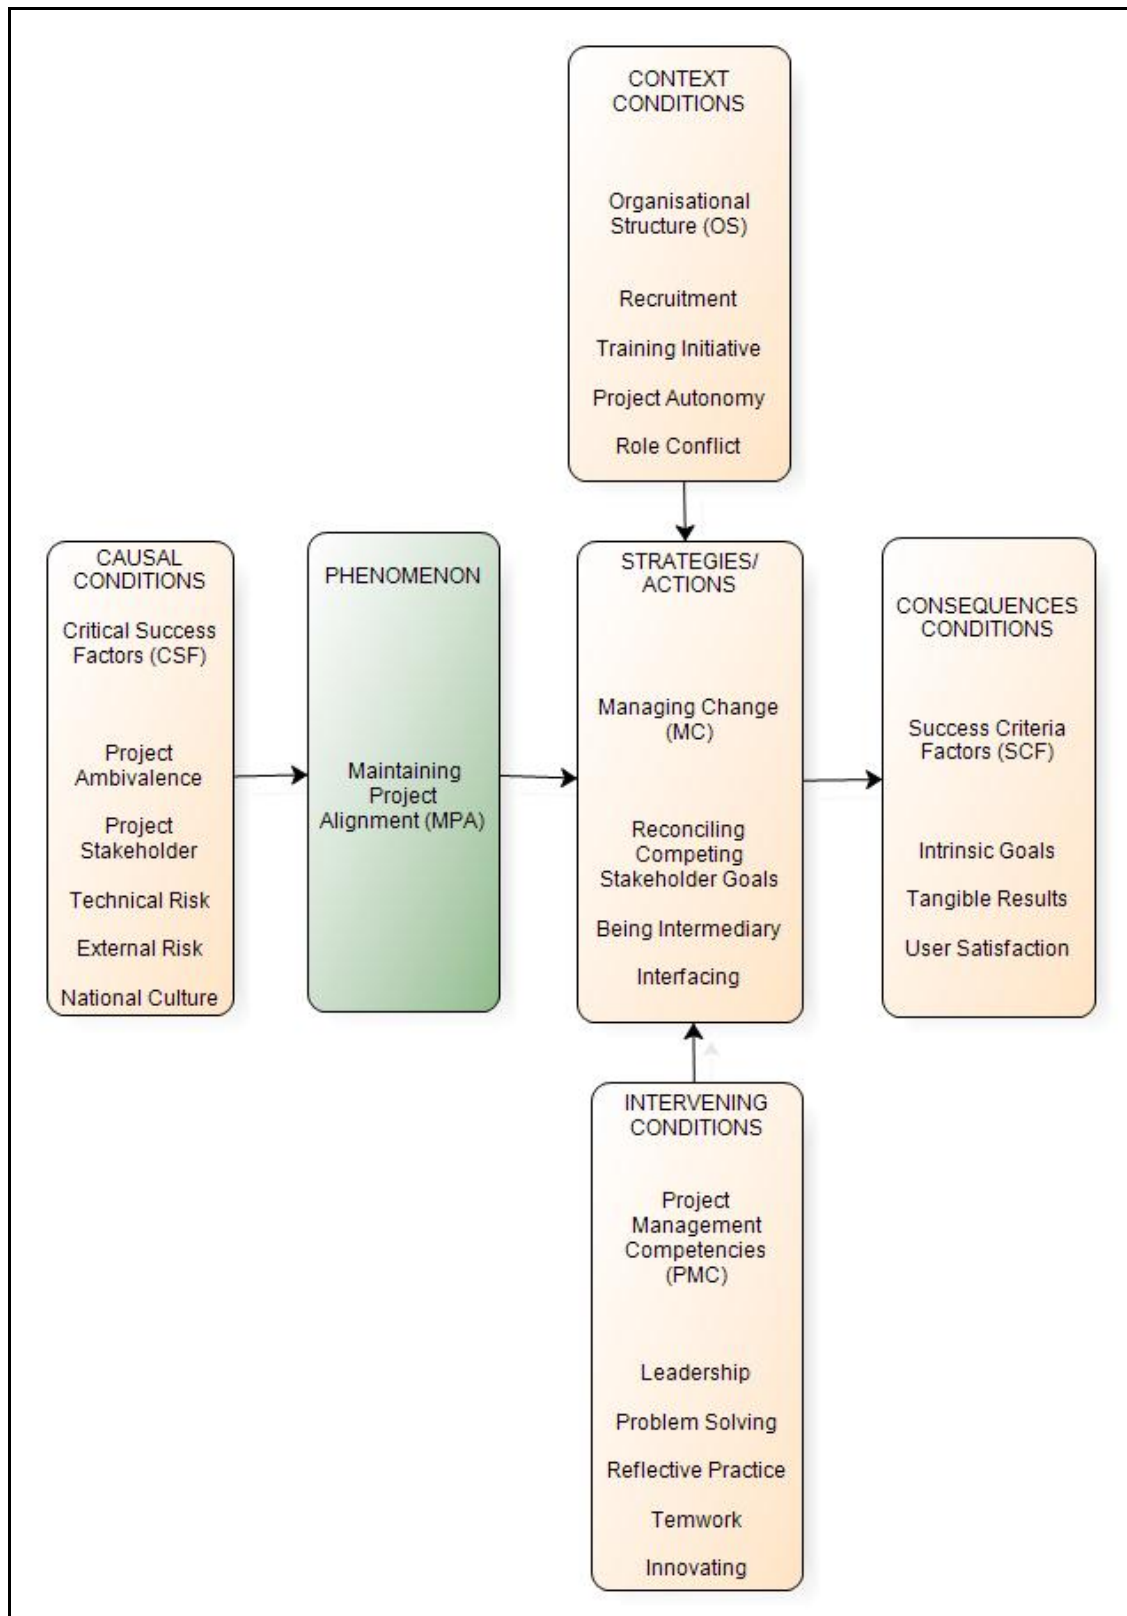 CONTEXT
CONDITIONS
Organisational
Structure (OS)
Recruitment
Training Initiative
Project Autonomy
Role Conflict
CAUSAL
CONDITIONS
Critical Success
Factors (CSF)
Project
Ambivalence
Project
Stakeholder
Technical Risk
External Risk
National Culture
PHENOMENON
Maintaining
Project
Alignment (MPA)
STRATEGIES/
ACTIONS
Managing Change
(MC)
Reconciling
Competing
Stakeholder Goals
Being Intermediary
Interfacing
CONSEQUENCES
CONDITIONS
Success Criteria
Factors (SCF)
Intrinsic Goals
Tangible Results
User Satisfaction
INTERVENING
CONDITIONS
Project
Management
Competencies
(PMC)
Leadership
Problem Solving
Reflective Practice
Temwork
Innovating